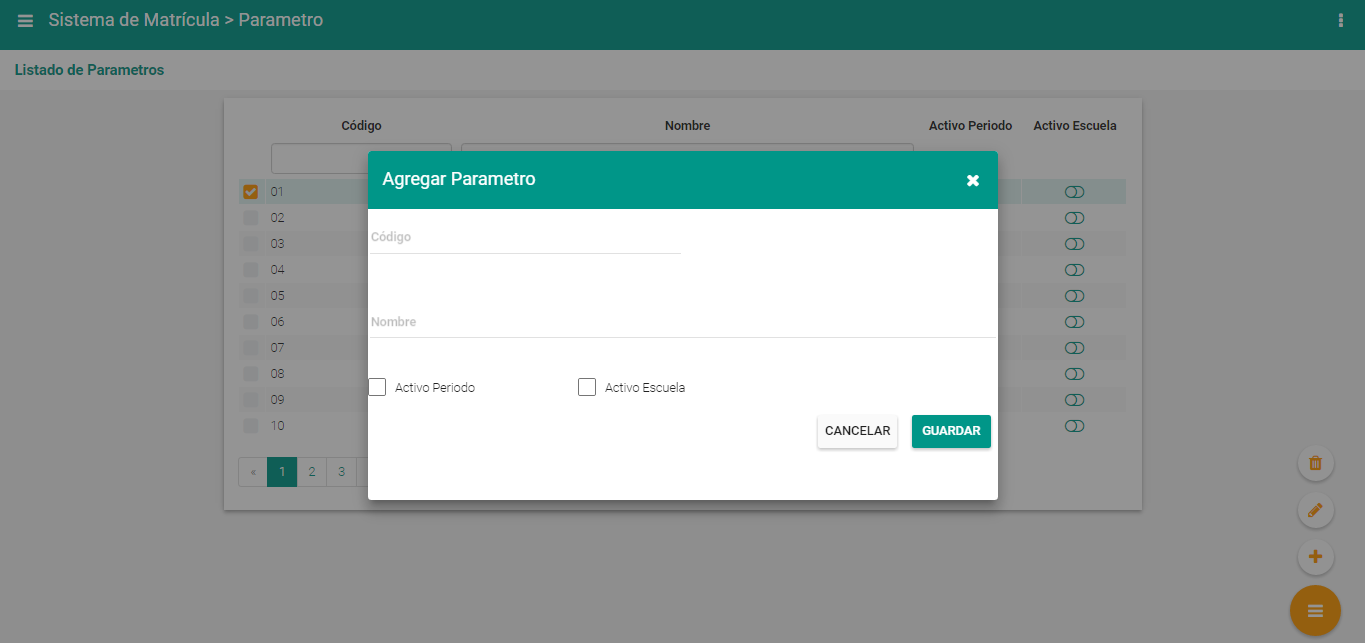 Sistema de Matrícula > Parametro
Listado de Parametros
Código Nombre Activo Periodo Activo Escuela
Agregar Parametro
Código
Nombre
Activo Periodo Activo Escuela
CANCELAR GUARDAR
01
02
03
04
05
06
07
08
09
10
« 1 2 3